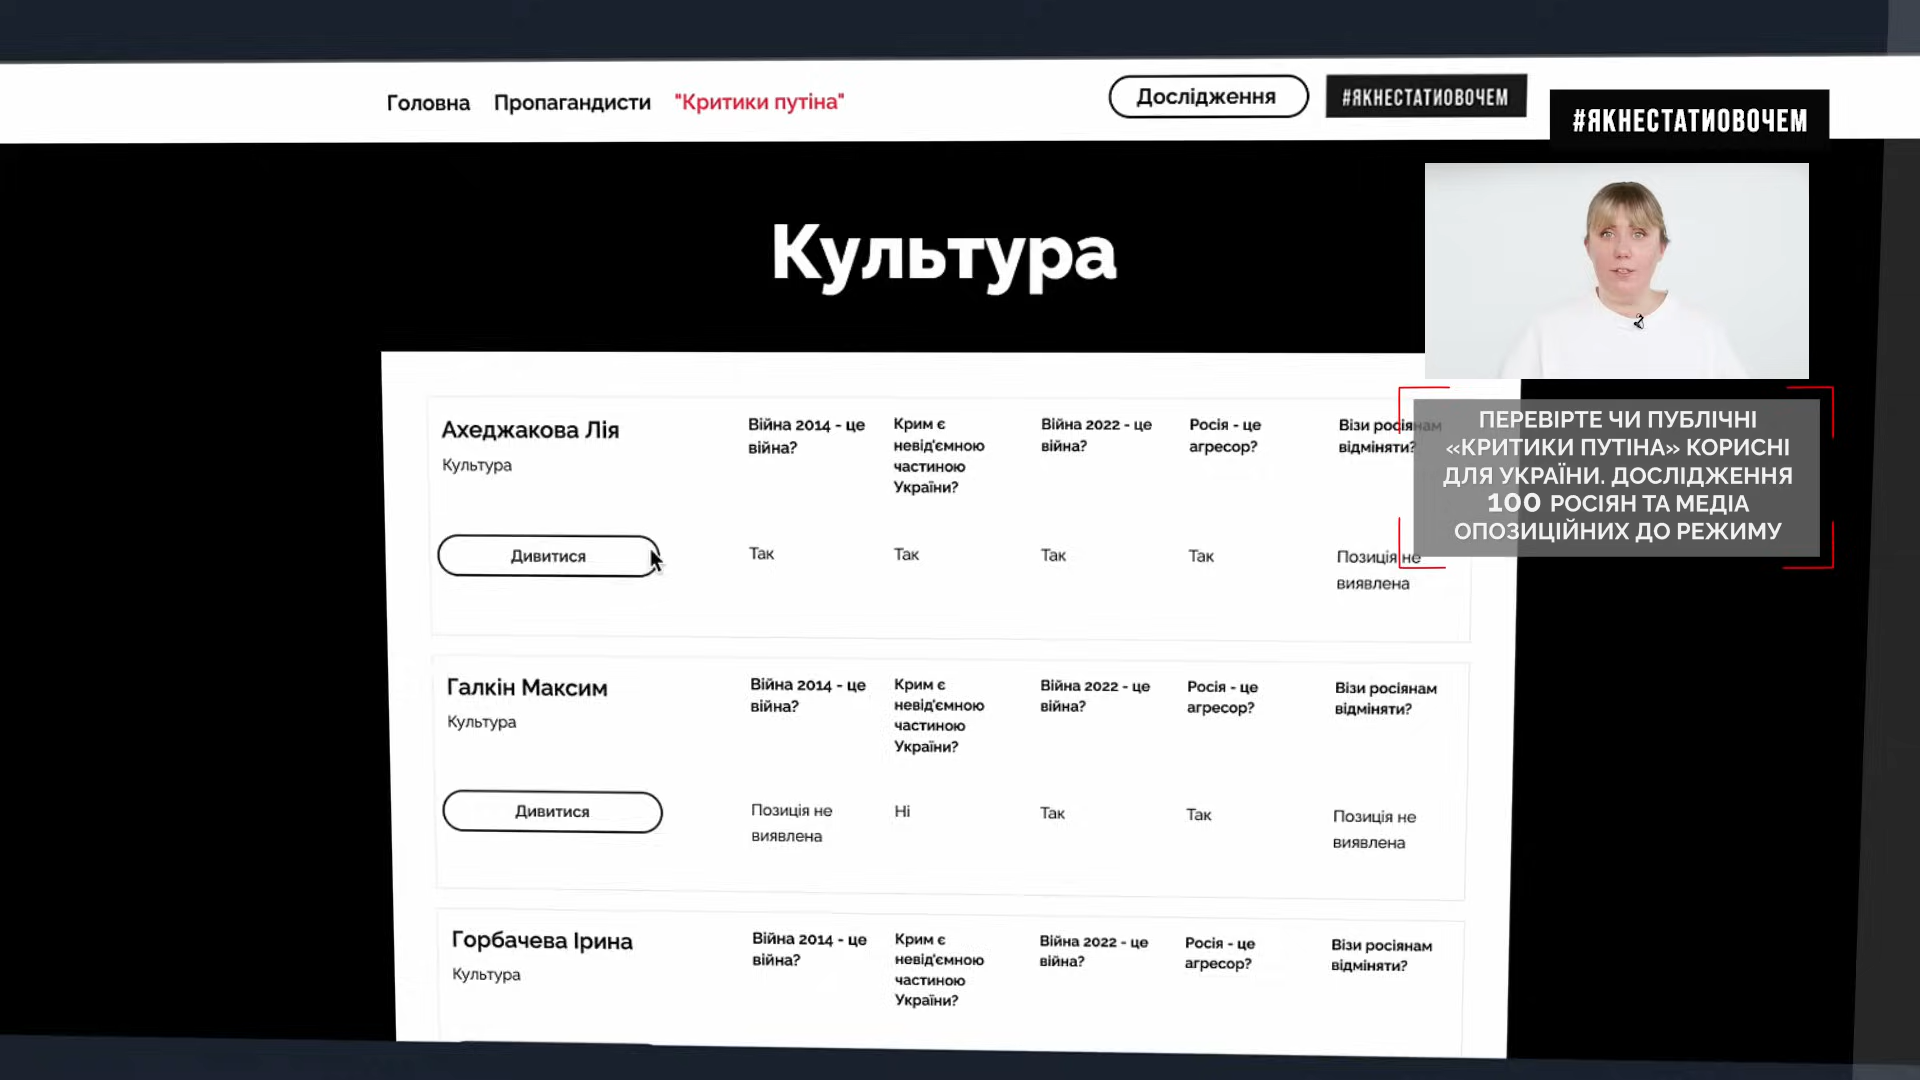 Головна Пропагандисти "Критики путіна" Дослідження #ЯКНЕСТАТИОВОЧЕМ
#ЯКНЕСТАТИОВОЧЕМ
Культура
ПЕРЕВІРТЕ ЧИ ПУБЛІЧНІ
«КРИТИКИ ПУТІНА» КОРИСНІ
ДЛЯ УКРАЇНИ. ДОСЛІДЖЕННЯ
100 РОСІЯН ТА МЕДІА
ОПОЗИЦІЙНИХ ДО РЕЖИМУ
Ахеджакова Лія
Культура
Дивитися
Війна 2014 - це
війна?
Так
Крим є
невід'ємною
частиною
України?
Так
Війна 2022 - це
війна?
Так
Росія - це
агресор?
Так
Візи росіянам
відміняти?
Позиція не
виявлена
Галкін Максим
Культура
Дивитися
Війна 2014 - це
війна?
Позиція не
виявлена
Крим є
невід'ємною
частиною
України?
Ні
Війна 2022 - це
війна?
Так
Росія - це
агресор?
Так
Візи росіянам
відміняти?
Позиція не
виявлена
Горбачева Ірина
Культура
Війна 2014 - це
війна?
Крим є
невід'ємною
частиною
України?
Війна 2022 - це
війна?
Росія - це
агресор?
Візи росіянам
відміняти?